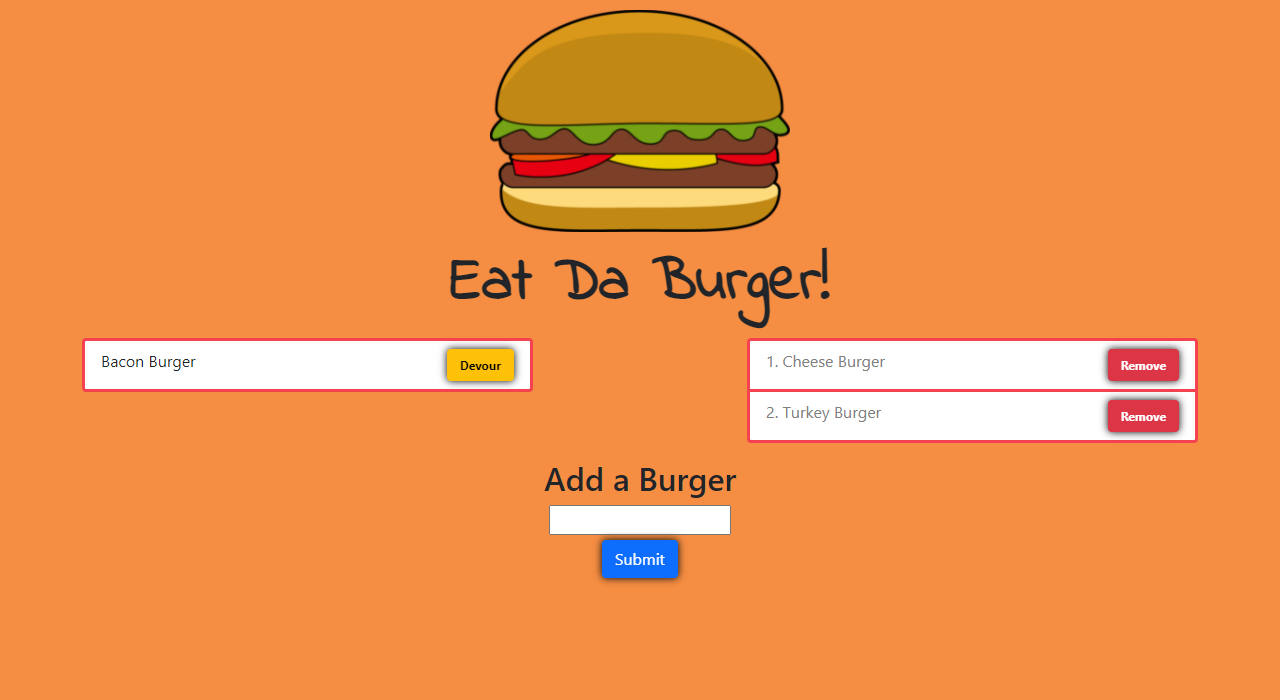 Eat Da Burger!
Bacon Burger Devour
1. Cheese Burger Remove
2. Turkey Burger Remove
Add a Burger
Submit